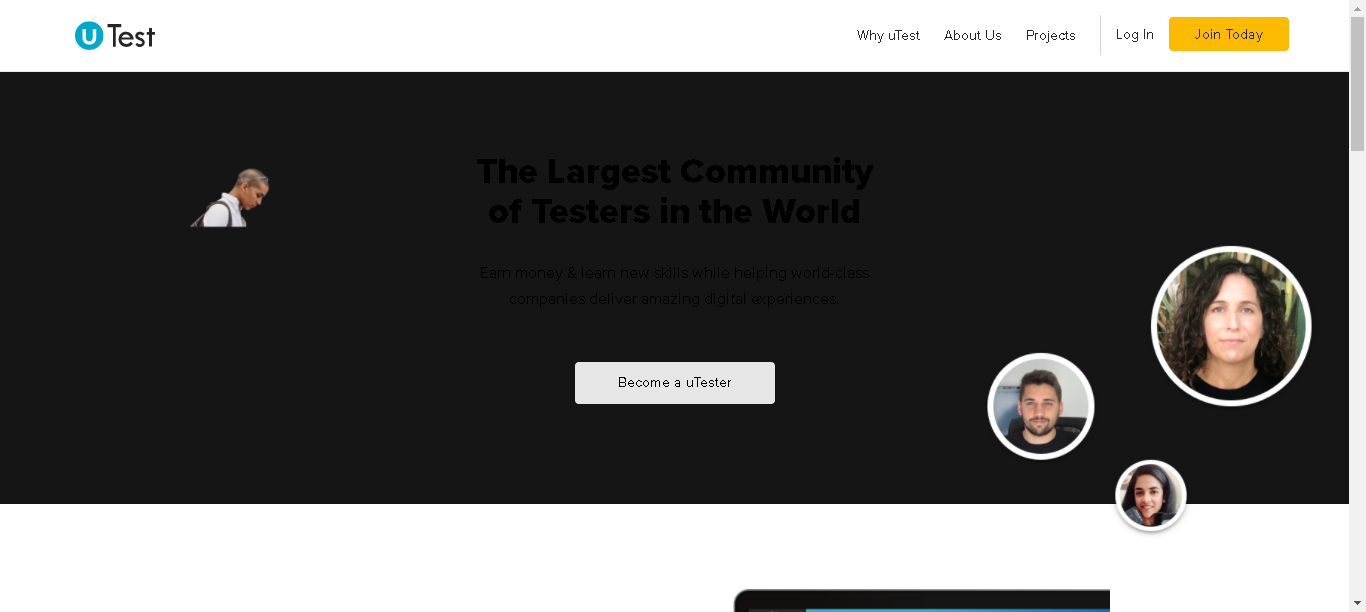 uTest
Why uTest
About Us
Projects
Log In
Join Today
The Largest Community
of Testers in the World
Earn money & learn new skills while helping world-class
companies deliver amazing digital experiences.
Become a uTester